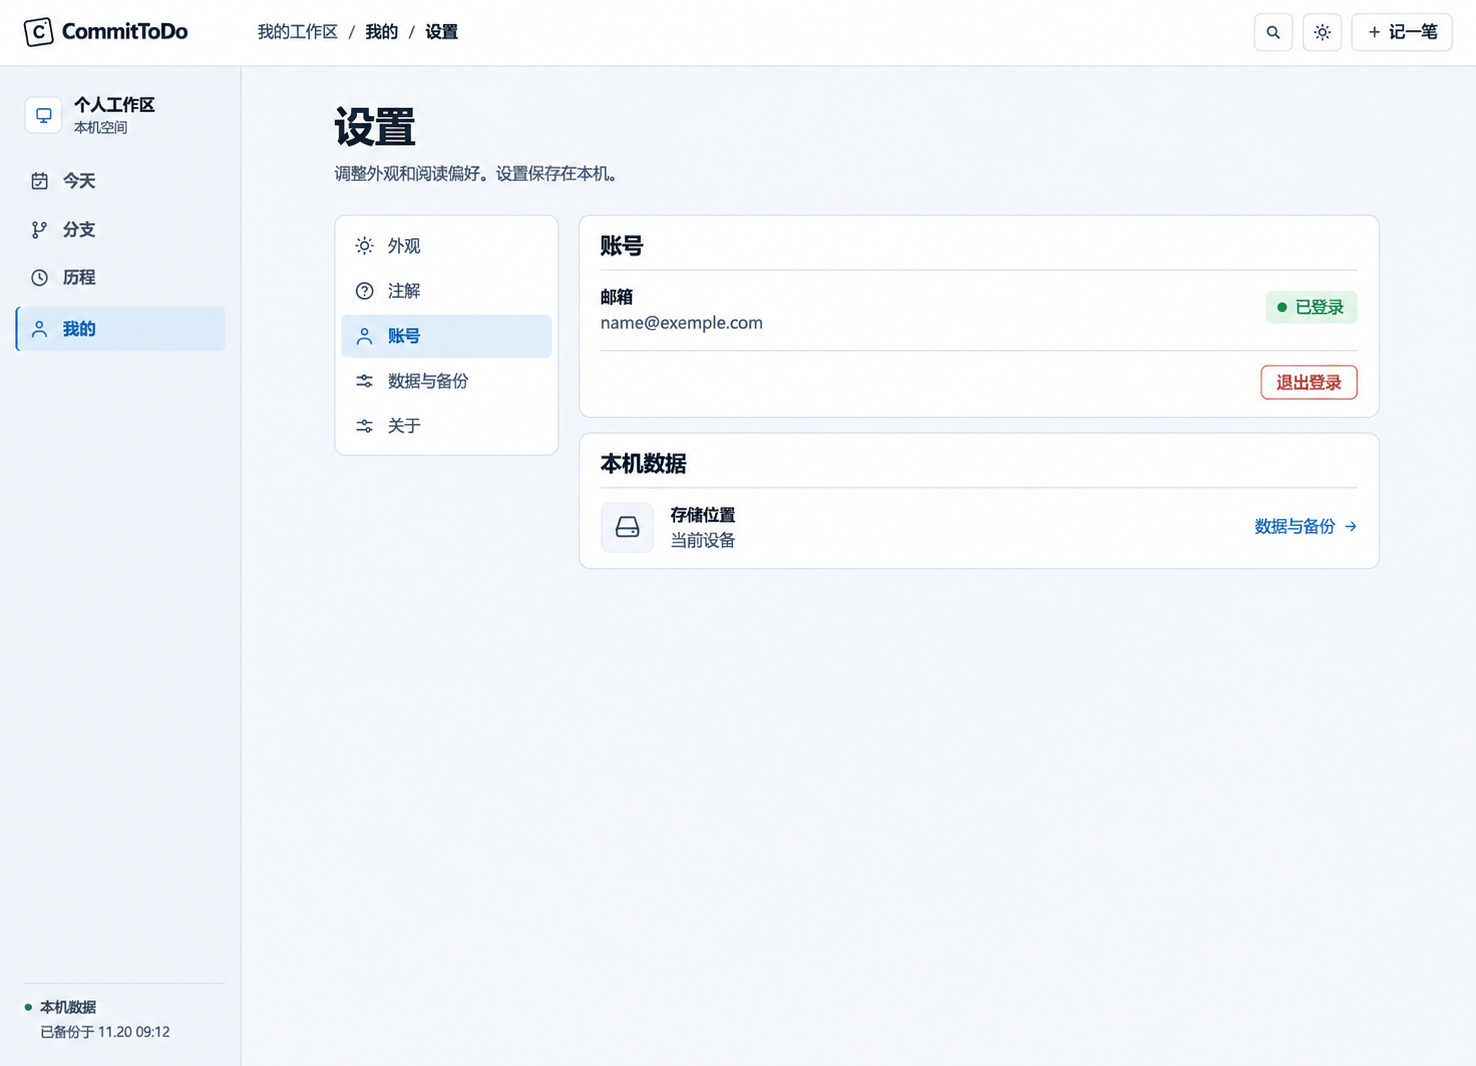 CommitToDo
我的工作区 / 我的 / 设置
+ 记一笔
个人工作区
本机空间
今天
分支
历程
我的
设置
调整外观和阅读偏好。设置保存在本机。
外观
注解
账号
数据与备份
关于
账号
邮箱
name@exemple.com
已登录
退出登录
本机数据
存储位置
当前设备
数据与备份 →
本机数据
已备份于 11.20 09:12